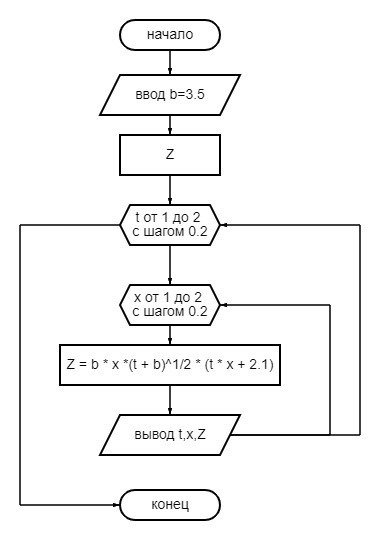 начало
ввод b=3.5
Z
t от 1 до 2
с шагом 0.2
x от 1 до 2
с шагом 0.2
Z = b * x *(t + b)^1/2 * (t * x + 2.1)
вывод t,x,Z
конец